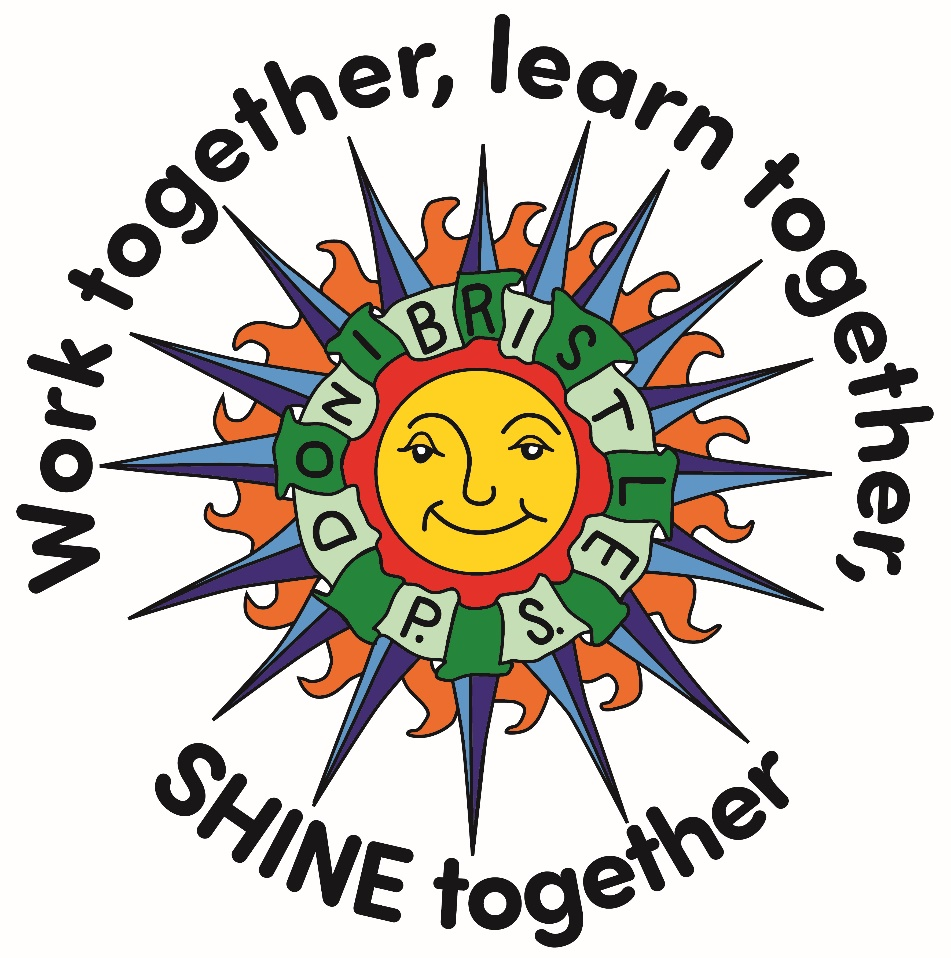 Work together, learn together,
SHINE together
DONIBRISTLE P.S.